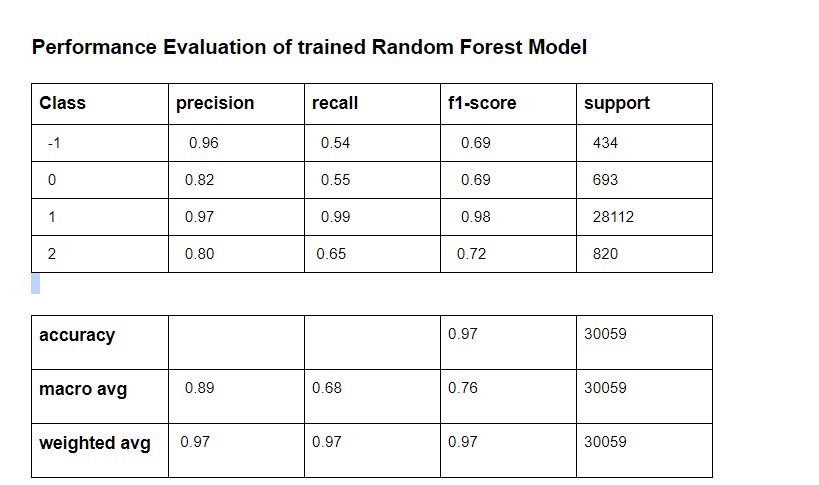 Performance Evaluation of trained Random Forest Model
Class precision recall f1-score support
-1 0.96 0.54 0.69 434
0 0.82 0.55 0.69 693
1 0.97 0.99 0.98 28112
2 0.80 0.65 0.72 820
accuracy 0.97 30059
macro avg 0.89 0.68 0.76 30059
weighted avg 0.97 0.97 0.97 30059